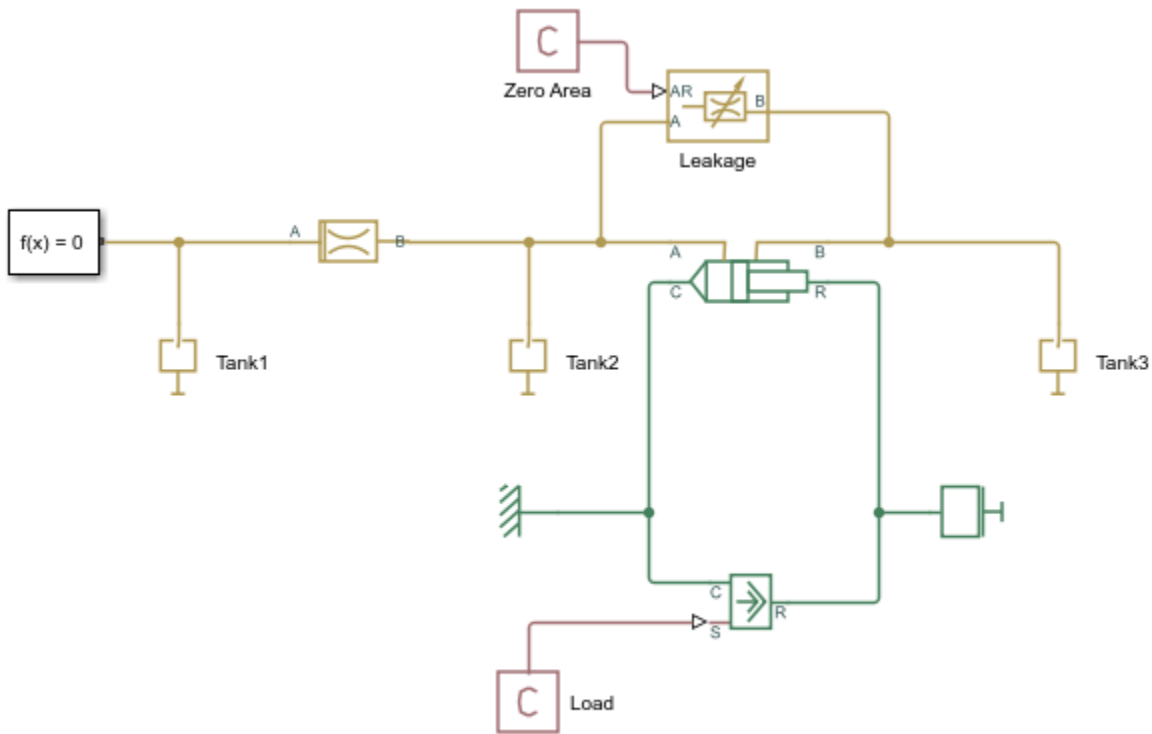 C
Zero Area
AR
A
B
Leakage
f(x) = 0
A
B
A
B
C
R
Tank1
Tank2
Tank3
C
R
S
C
Load